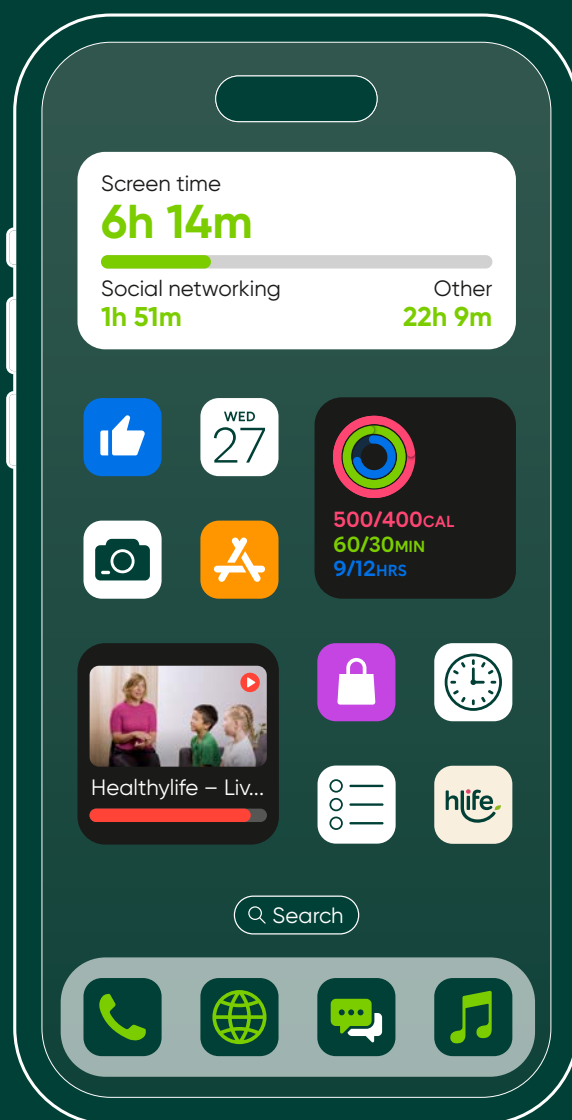 Screen time
6h 14m
Social networking
Other
1h 51m
22h 9m
WED
27
500/400CAL
60/30MIN
9/12HRS
Healthylife – Liv...
hlife.
Search